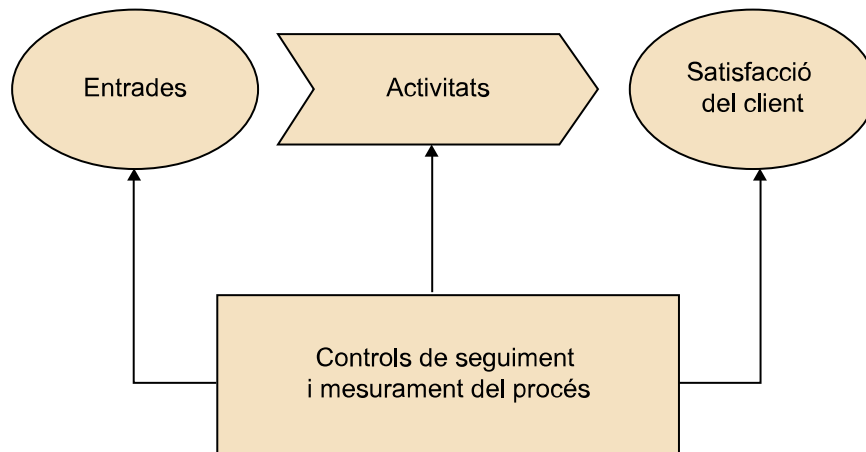 Entrades
Activitats
Satisfacció
del client
Controls de seguiment
i mesurament del procés